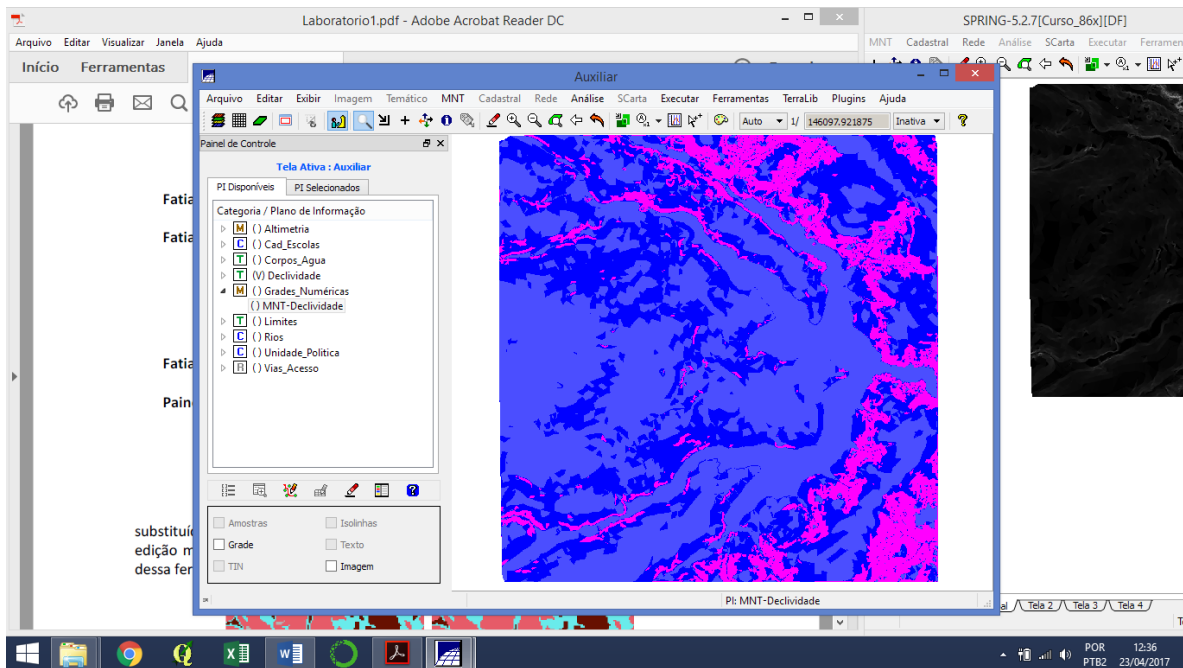 Laboratorio1.pdf - Adobe Acrobat Reader DC
Arquivo Editar Visualizar Janela Ajuda
Início Ferramentas
Fatia
Fatia
Fatia
Pain
substituíd
edição m
dessa fer
SPRING-5.2.7[Curso_86x][DF]
MNT Cadastral Rede Análise SCarta Executar Ferramen
Auxiliar
Arquivo Editar Exibir Imagem Temático MNT Cadastral Rede Análise SCarta Executar Ferramentas TerraLib Plugins Ajuda
Auto 1/ 146097.921875 Inativa
Painel de Controle
Tela Ativa : Auxiliar
PI Disponíveis PI Selecionados
Categoria / Plano de Informação
M () Altimetria
C () Cad_Escolas
T () Corpos_Agua
T (V) Declividade
M () Grades_Numéricas
() MNT-Declividade
T () Limites
C () Rios
C () Unidade_Politica
R () Vias_Acesso
Amostras Isolinhas
Grade Texto
TIN Imagem
PI: MNT-Declividade
al Tela 2 Tela 3 Tela 4
POR 12:36
PTB2 23/04/2017